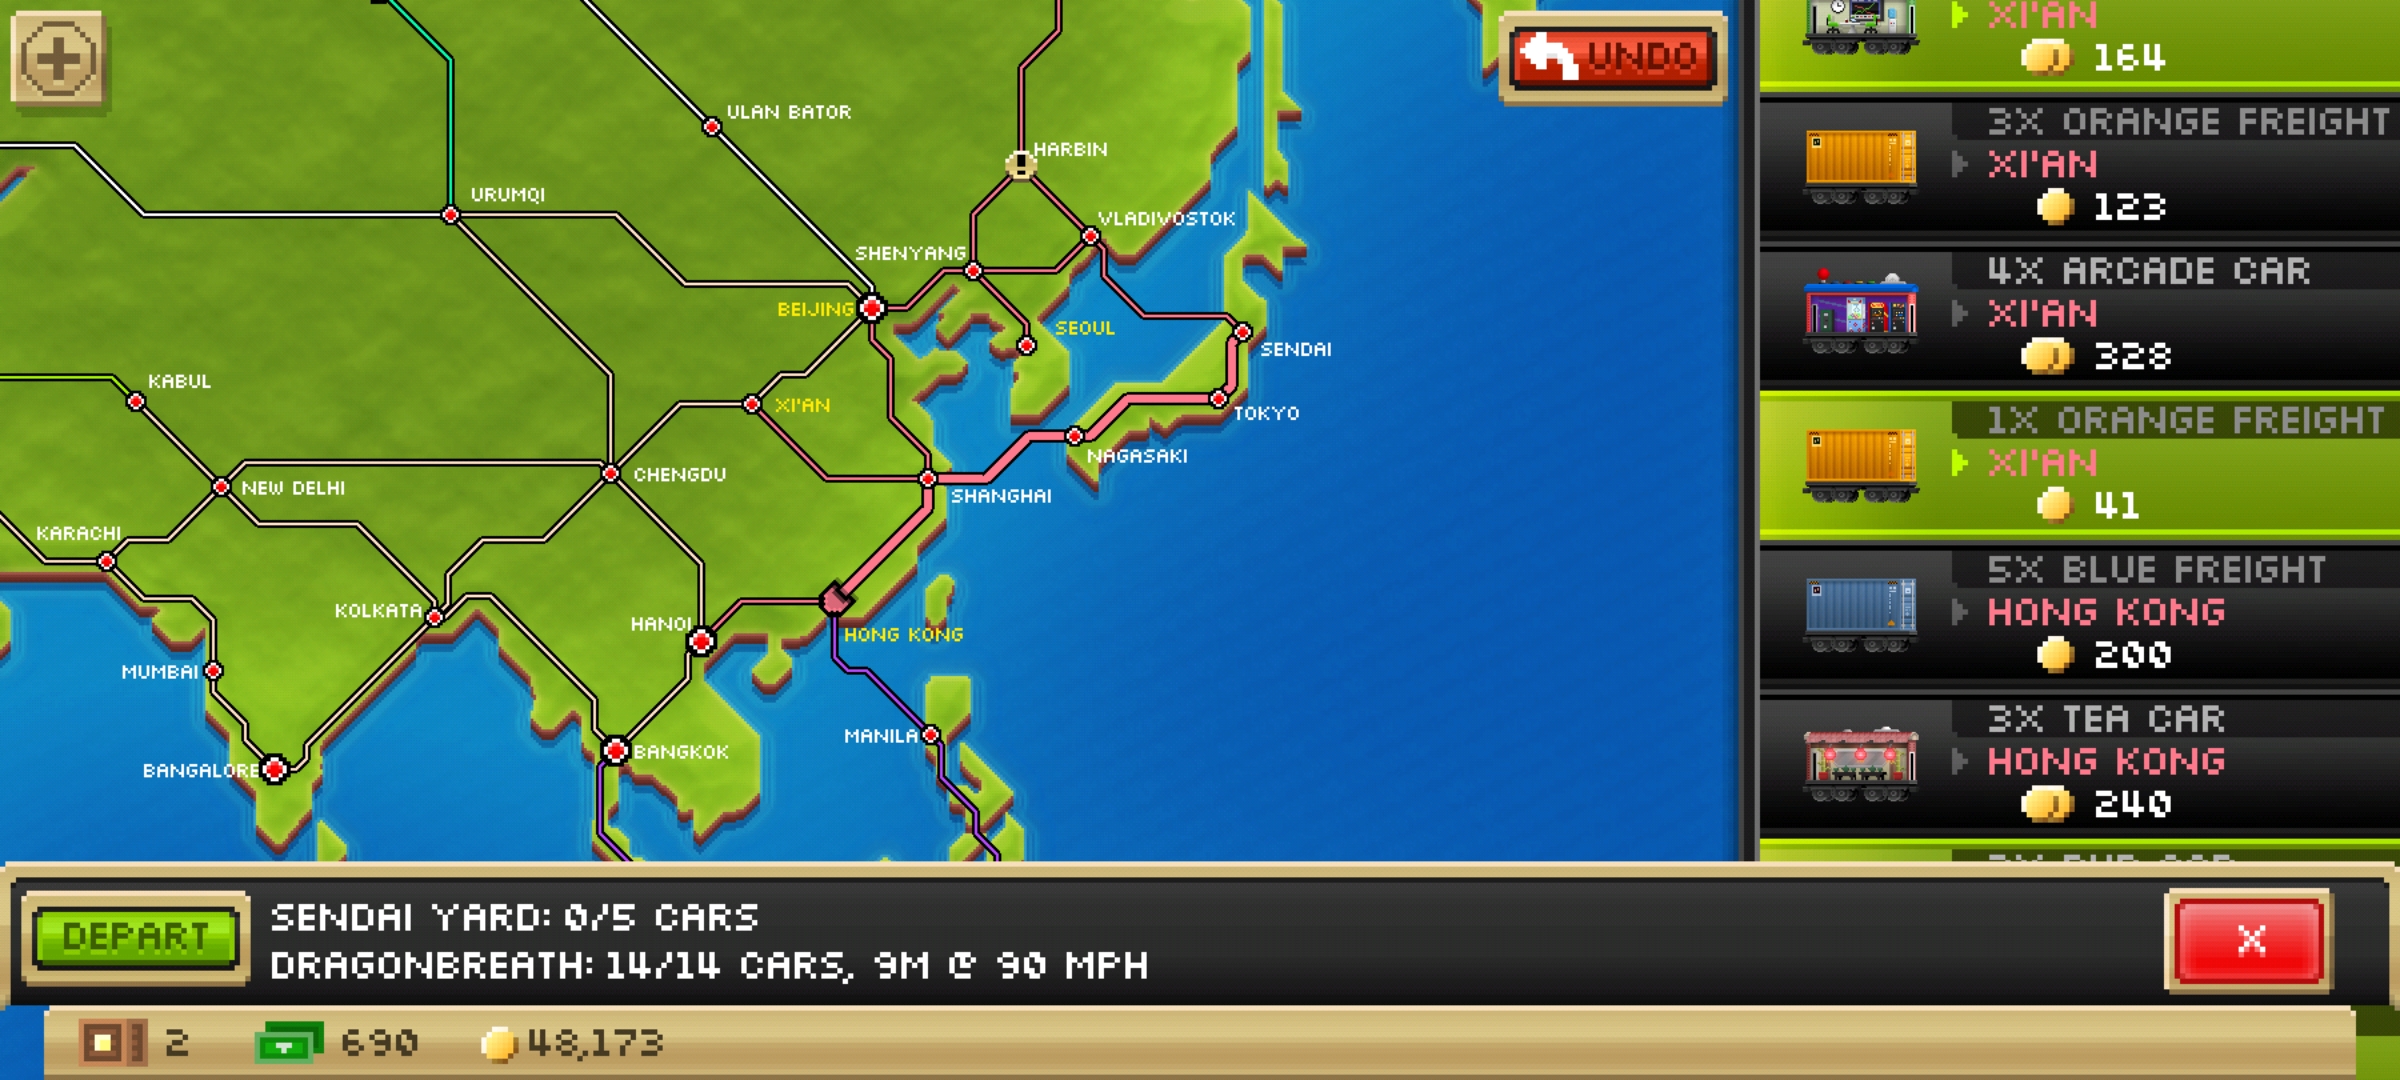 UNDO
ULAN BATOR
HARBIN
URUMQI
VLADIVOSTOK
SHENYANG
BEIJING
SEOUL
SENDAI
KABUL
XI'AN
TOKYO
NAGASAKI
CHENGDU
NEW DELHI
SHANGHAI
KARACHI
KOLKATA
HANOI
HONG KONG
MUMBAI
MANILA
BANGKOK
BANGALORE
XI'AN
164
3X ORANGE FREIGHT
XI'AN
123
4X ARCADE CAR
XI'AN
328
1X ORANGE FREIGHT
XI'AN
41
5X BLUE FREIGHT
HONG KONG
200
3X TEA CAR
HONG KONG
240
DEPART
SENDAI YARD: 0/5 CARS
DRAGONBREATH: 14/14 CARS, 9M @ 90 MPH
X
2
690
48,173